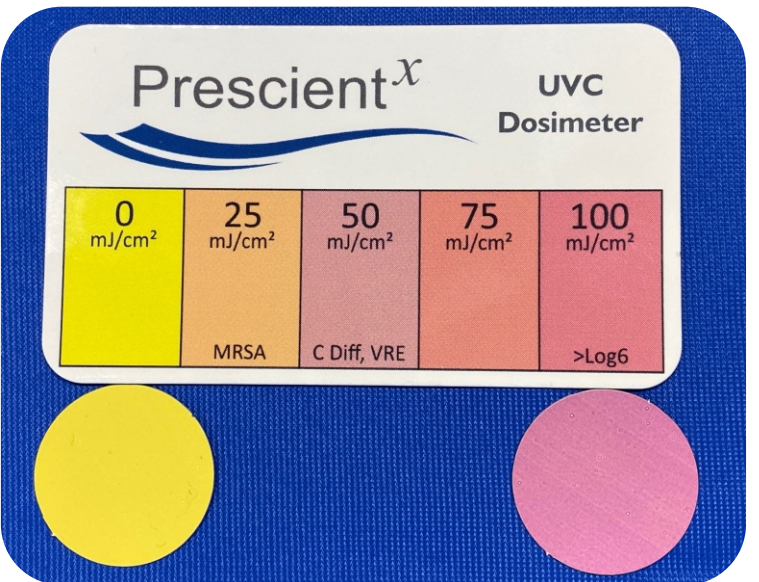 Prescientˣ
UVC
Dosimeter
0
mJ/cm²
25
mJ/cm²
50
mJ/cm²
75
mJ/cm²
100
mJ/cm²
MRSA
C Diff, VRE
>Log6